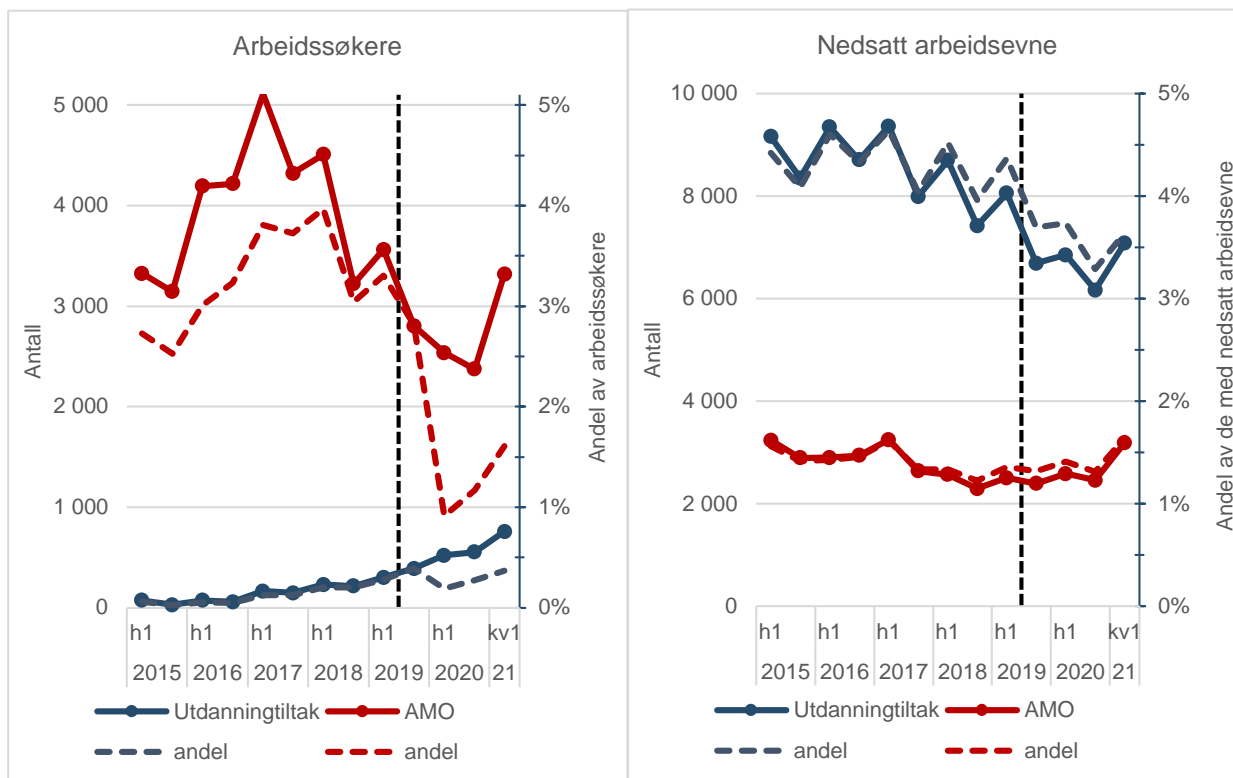 Arbeidssøkere
Antall
5 000
4 000
3 000
2 000
1 000
0
5%
4%
3%
2%
1%
0%
Andel av arbeidssøkere
h1 h1 h1 h1 h1 h1 kv1
2015 2016 2017 2018 2019 2020 21
Utdanningtiltak AMO
andel andel
Nedsatt arbeidsevne
Antall
10 000
8 000
6 000
4 000
2 000
0
5%
4%
3%
2%
1%
0%
Andel av de med nedsatt arbeidsevne
h1 h1 h1 h1 h1 h1 kv1
2015 2016 2017 2018 2019 2020 21
Utdanningtiltak AMO
andel andel